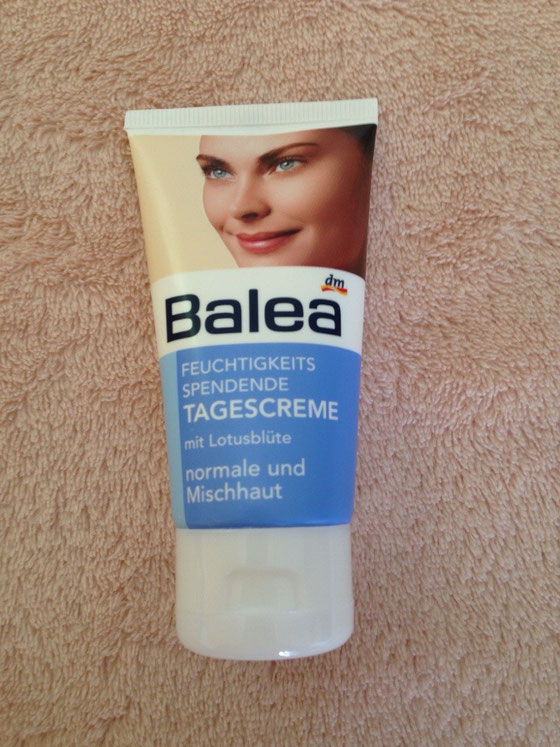 dm
Balea
FEUCHTIGKEITS
SPENDENDE
TAGESCREME
mit Lotusblüte
normale und
Mischhaut